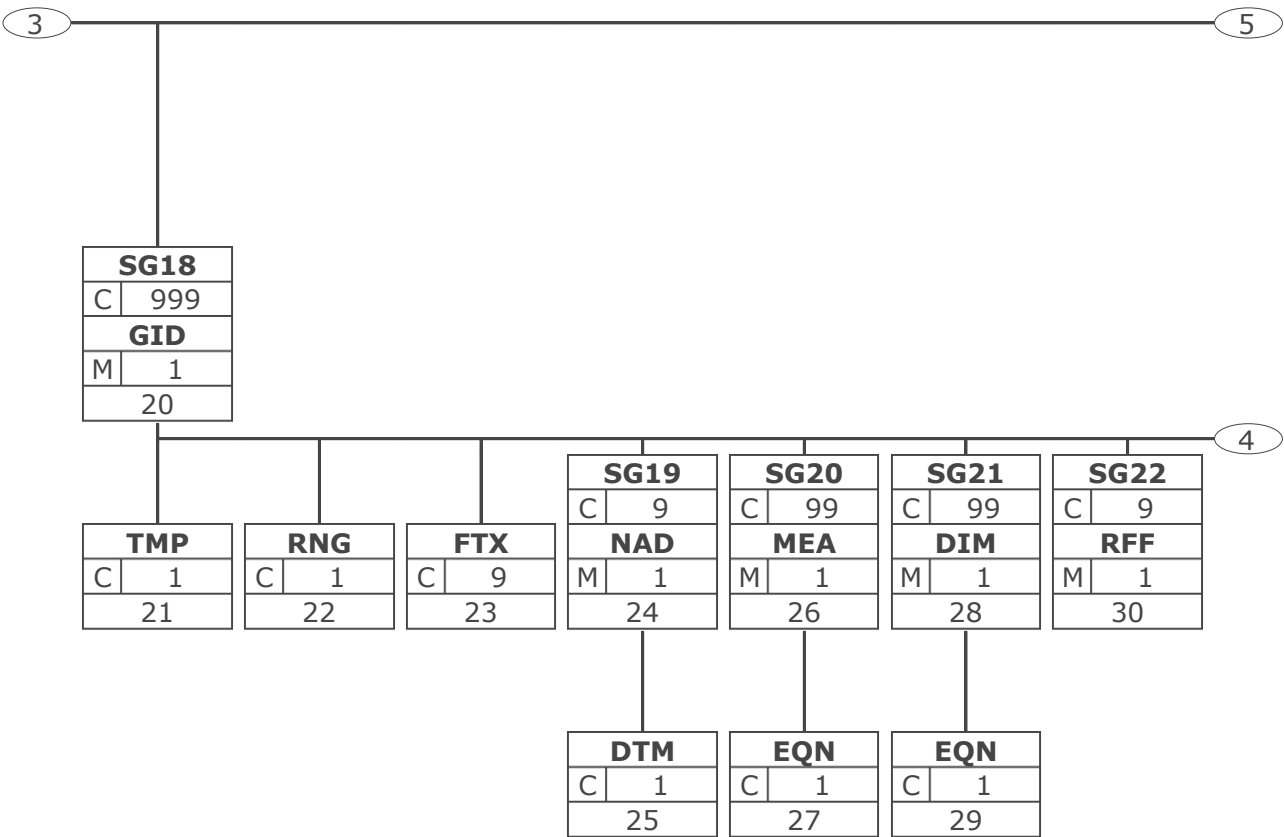 3 5
SG18
C 999
GID
M 1
20
4
SG19 SG20 SG21 SG22
C 9 C 99 C 99 C 9
TMP RNG FTX NAD MEA DIM RFF
C 1 C 1 C 9 M 1 M 1 M 1 M 1
21 22 23 24 26 28 30
DTM EQN EQN
C 1 C 1 C 1
25 27 29